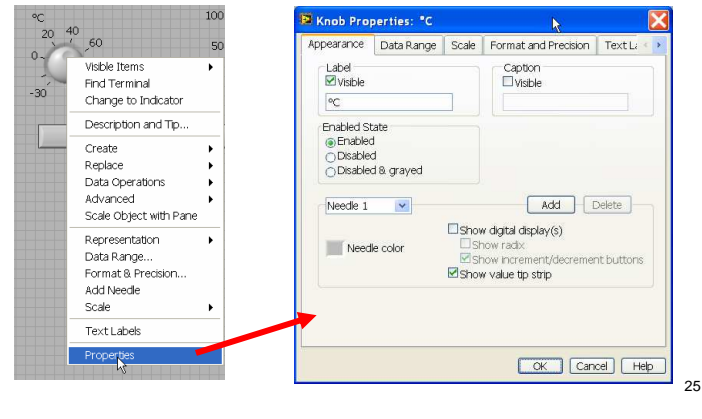 °C
20
40
60
0
-30
100
50
80
Visible Items
Find Terminal
Change to Indicator
Description and Tip...
Create
Replace
Data Operations
Advanced
Scale Object with Pane
Representation
Data Range...
Format & Precision...
Add Needle
Scale
Text Labels
Properties
Knob Properties: °C
Appearance
Data Range
Scale
Format and Precision
Text La
Label
Visible
°C
Caption
Visible
Enabled State
Enabled
Disabled
Disabled & grayed
Needle 1
Add
Delete
Needle color
Show digital display(s)
Show radix
Show increment/decrement buttons
Show value tip strip
OK
Cancel
Help
25